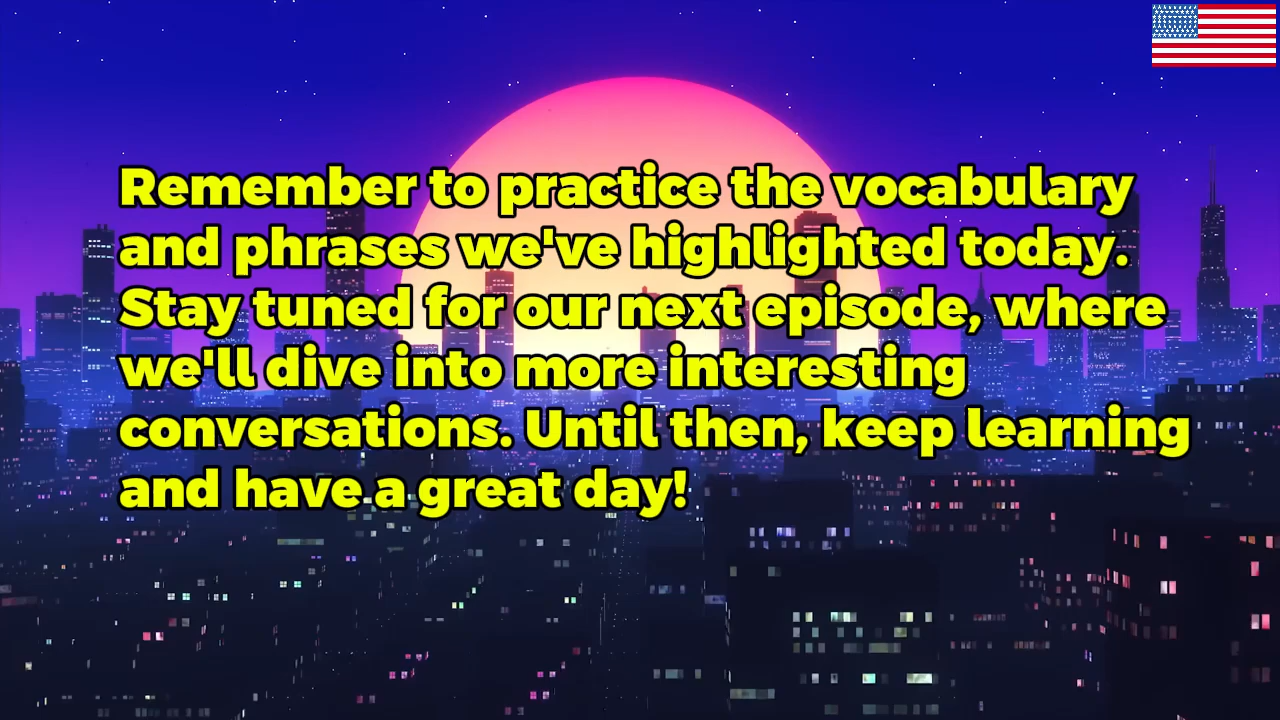 Remember to practice the vocabulary
and phrases we've highlighted today.
Stay tuned for our next episode, where
we'll dive into more interesting
conversations. Until then, keep learning
and have a great day!